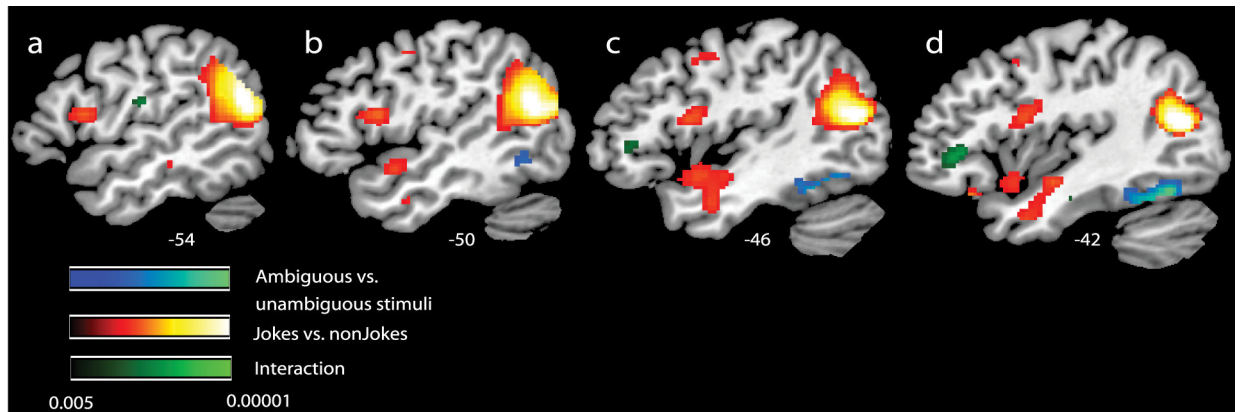 a
b
c
d
-54
-50
-46
-42
Ambiguous vs.
unambiguous stimuli
Jokes vs. nonJokes
Interaction
0.005
0.00001